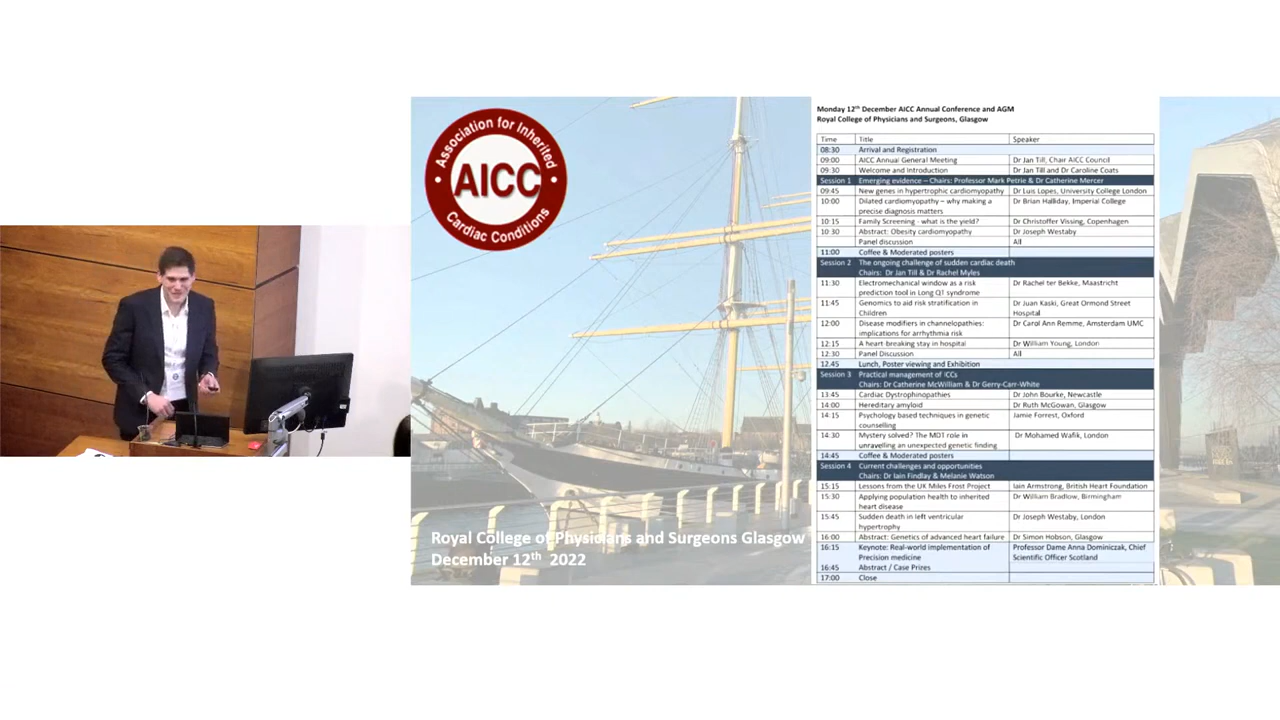 Association for Inherited
AICC
Cardiac Conditions
Royal College of Physicians and Surgeons Glasgow
December 12th 2022
Monday 12th December AICC Annual Conference and AGM
Royal College of Physicians and Surgeons, Glasgow
Time Title Speaker
08:30 Arrival and Registration
09:00 AICC Annual General Meeting Dr Jan Till, Chair AICC Council
09:30 Welcome and Introduction Dr Jan Till and Dr Caroline Coats
Session 1 Emerging evidence – Chairs: Professor Mark Petrie & Dr Catherine Mercer
09:45 New genes in hypertrophic cardiomyopathy Dr Luis Lopes, University College London
10:00 Dilated cardiomyopathy – why making a Dr Brian Halliday, Imperial College
precise diagnosis matters
10:15 Family Screening - what is the yield? Dr Christoffer Vissing, Copenhagen
10:30 Abstract: Obesity cardiomyopathy Dr Joseph Westaby
Panel discussion All
11:00 Coffee & Moderated posters
Session 2 The ongoing challenge of sudden cardiac death
Chairs: Dr Jan Till & Dr Rachel Myles
11:30 Electromechanical window as a risk Dr Rachel ter Bekke, Maastricht
prediction tool in Long QT syndrome
11:45 Genomics to aid risk stratification in Dr Juan Kaski, Great Ormond Street
Children Hospital
12:00 Disease modifiers in channelopathies: Dr Carol Ann Remme, Amsterdam UMC
implications for arrhythmia risk
12:15 A heart-breaking stay in hospital Dr William Young, London
12:30 Panel Discussion All
12.45 Lunch, Poster viewing and Exhibition
Session 3 Practical management of ICCs
Chairs: Dr Catherine McWilliam & Dr Gerry-Carr-White
13:45 Cardiac Dystrophinopathies Dr John Bourke, Newcastle
14:00 Hereditary amyloid Dr Ruth McGowan, Glasgow
14:15 Psychology based techniques in genetic Jamie Forrest, Oxford
counselling
14:30 Mystery solved? The MDT role in Dr Mohamed Wafik, London
unravelling an unexpected genetic finding
14:45 Coffee & Moderated posters
Session 4 Current challenges and opportunities
Chairs: Dr Iain Findlay & Melanie Watson
15:15 Lessons from the UK Miles Frost Project Iain Armstrong, British Heart Foundation
15:30 Applying population health to inherited Dr William Bradlow, Birmingham
heart disease
15:45 Sudden death in left ventricular Dr Joseph Westaby, London
hypertrophy
16:00 Abstract: Genetics of advanced heart failure Dr Simon Hobson, Glasgow
16:15 Keynote: Real-world implementation of Professor Dame Anna Dominiczak, Chief
Precision medicine Scientific Officer Scotland
16:45 Abstract / Case Prizes
17:00 Close